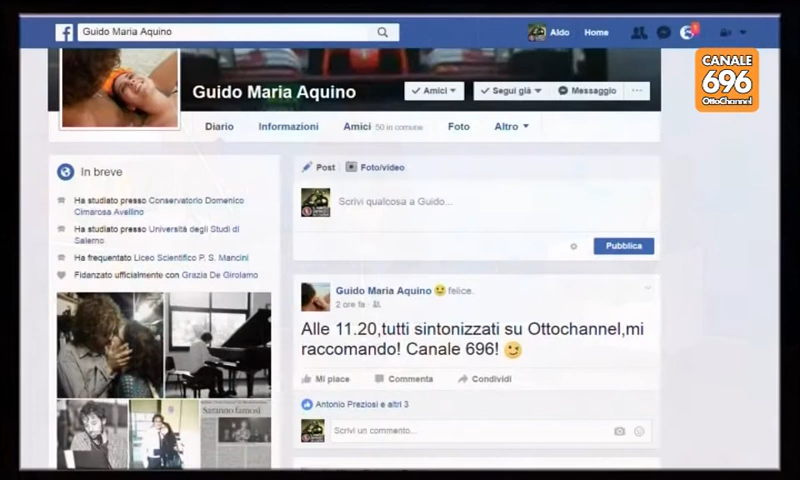 Guido Maria Aquino
Aldo
Home
CANALE
696
OttoChannel
Guido Maria Aquino
Amici
Segui già
Messaggio
Diario
Informazioni
Amici 50 in comune
Foto
Altro
In breve
Ha studiato presso Conservatorio Domenico
Cimarosa Avellino
Ha studiato presso Università degli Studi di
Salerno
Ha frequentato Liceo Scientifico P. S. Mancini
Fidanzato ufficialmente con Grazia De Girolamo
Saranno famosi
Post
Foto/video
Scrivi qualcosa a Guido...
Pubblica
Guido Maria Aquino felice.
2 ore fa
Alle 11.20,tutti sintonizzati su Ottochannel,mi
raccomando! Canale 696! 😉
Mi piace
Commenta
Condividi
Antonio Preziosi e altri 3
Scrivi un commento...